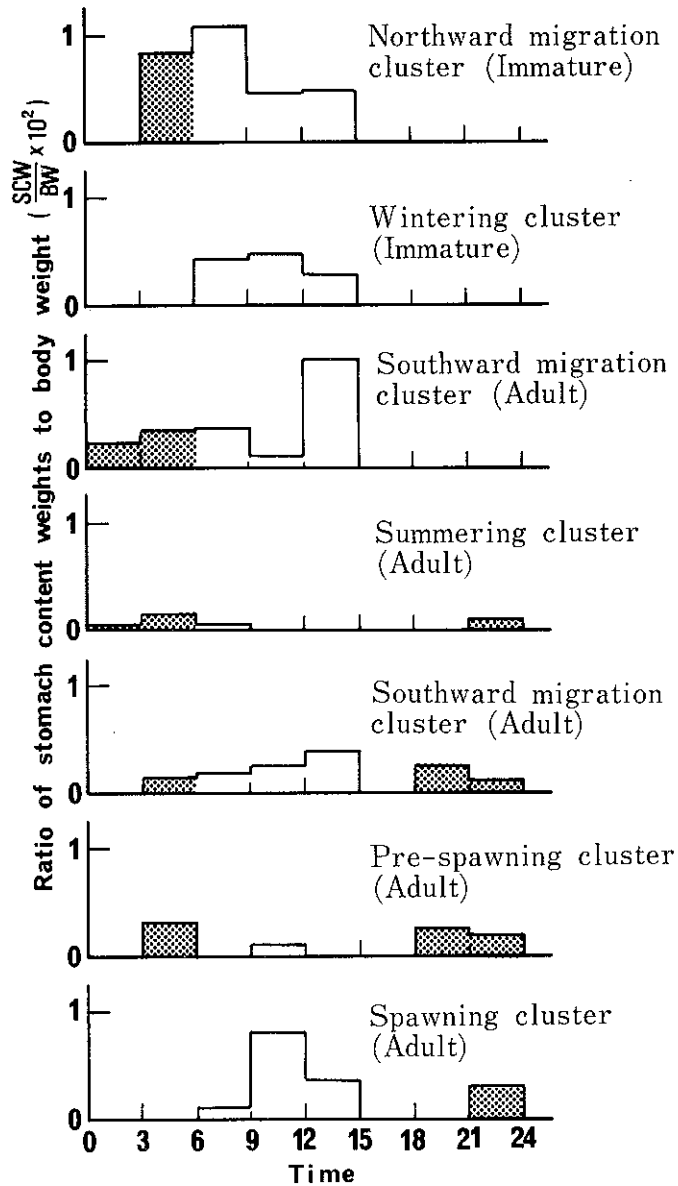 Ratio of stomach content weights to body weight ( SCW/BW ×10² )
1
0
Northward migration
cluster (Immature)
1
0
Wintering cluster
(Immature)
1
0
Southward migration
cluster (Adult)
1
0
Summering cluster
(Adult)
1
0
Southward migration
cluster (Adult)
1
0
Pre-spawning cluster
(Adult)
1
0
Spawning cluster
(Adult)
0 3 6 9 12 15 18 21 24
Time